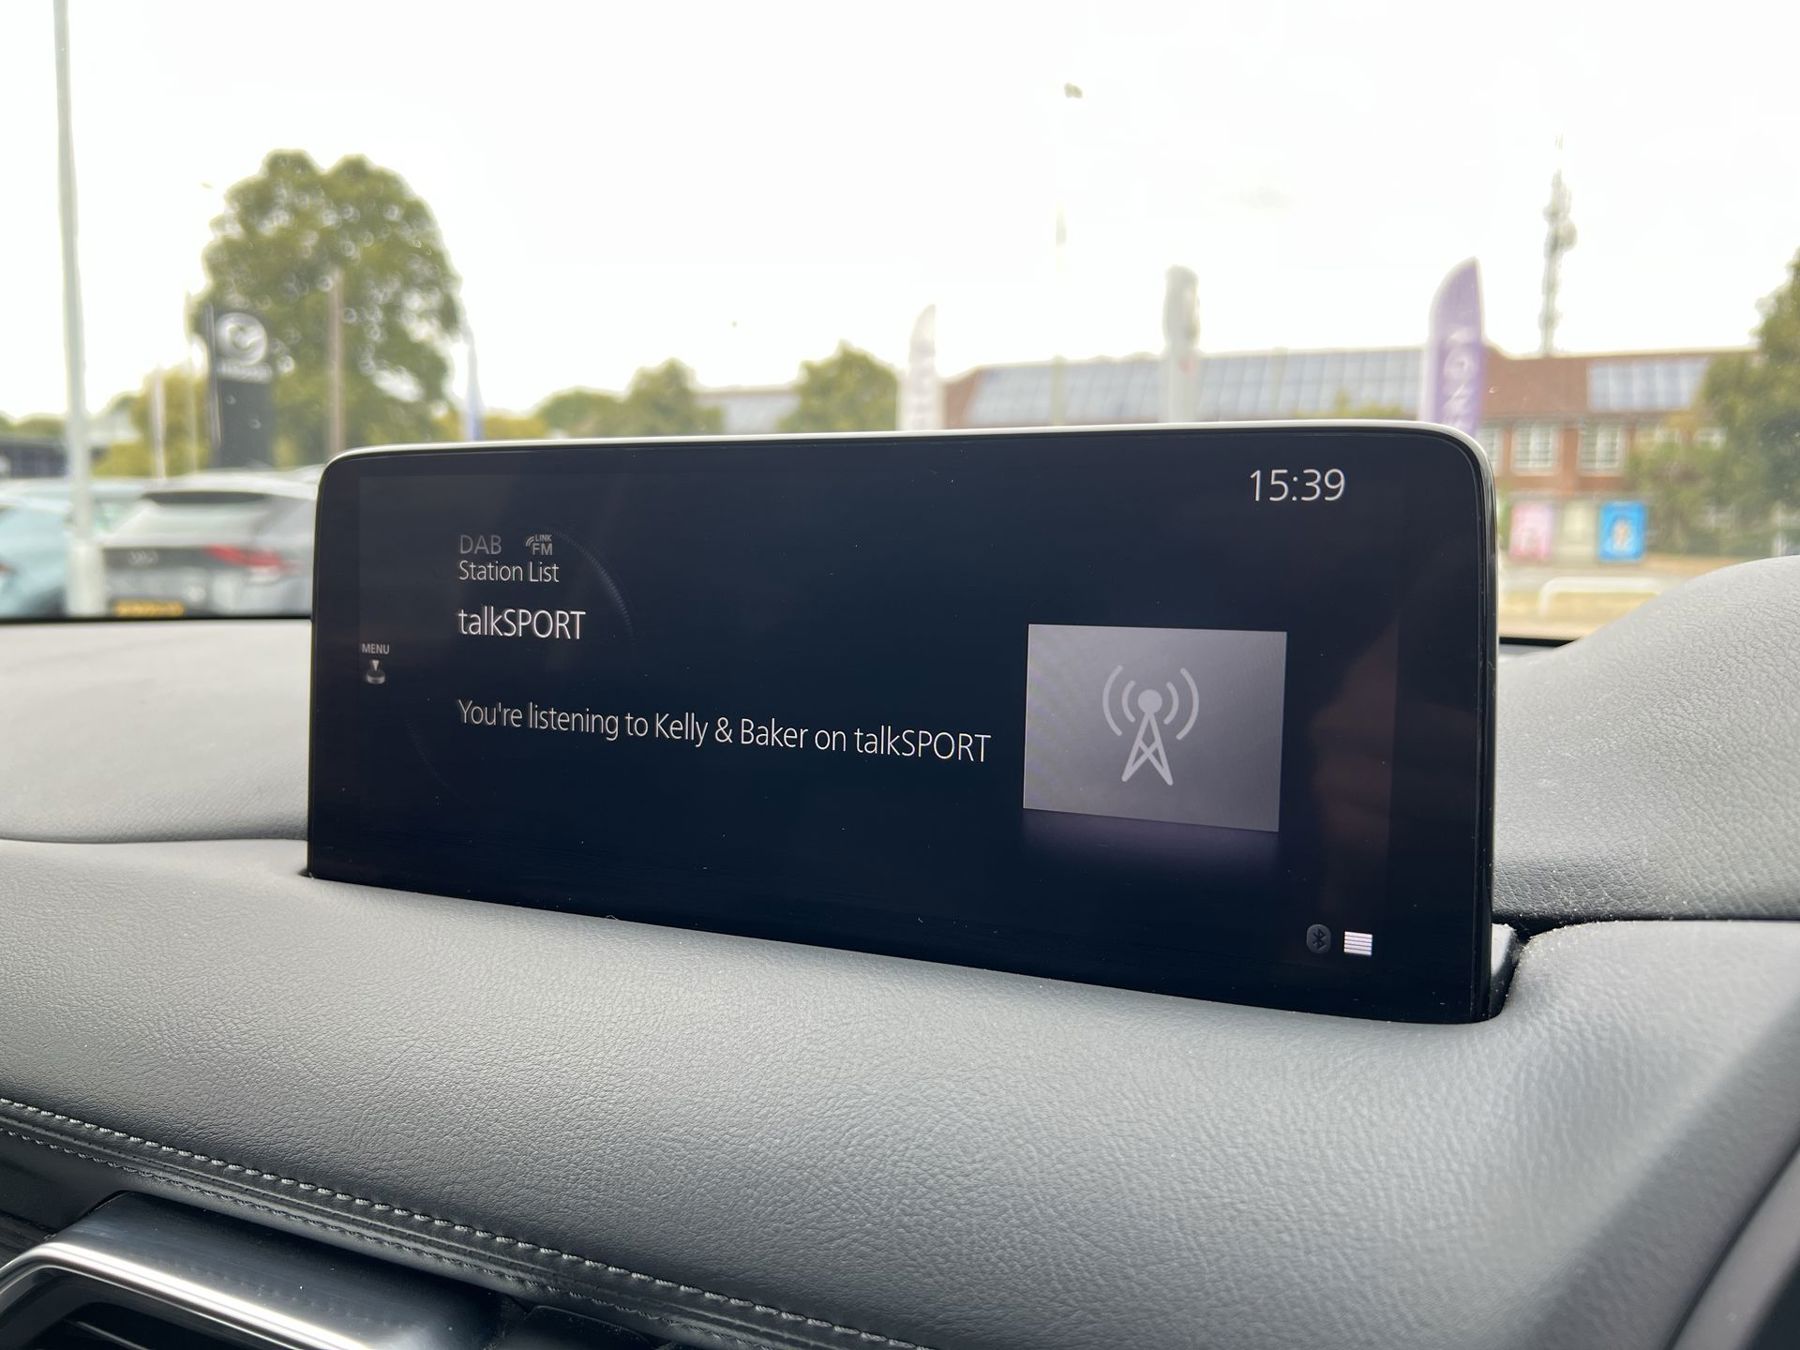 15:39
DAB LINK FM
Station List
talkSPORT
MENU
You're listening to Kelly & Baker on talkSPORT